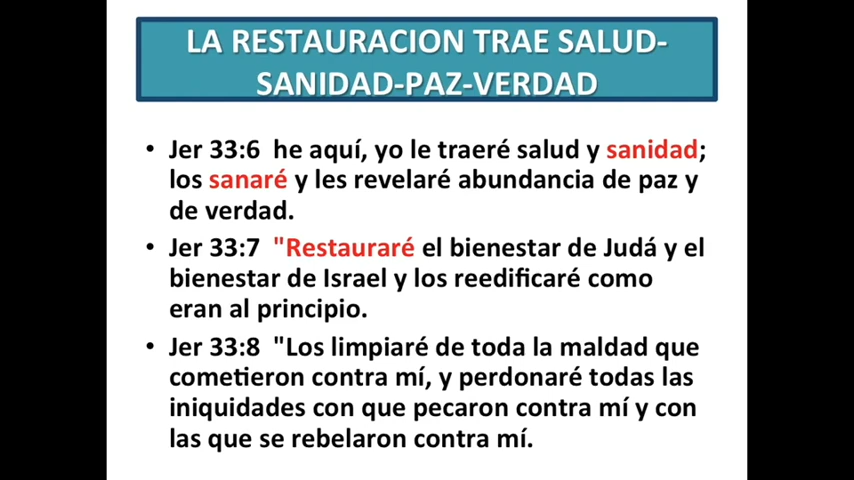 LA RESTAURACION TRAE SALUD-
SANIDAD-PAZ-VERDAD
• Jer 33:6 he aquí, yo le traeré salud y sanidad;
los sanaré y les revelaré abundancia de paz y
de verdad.
• Jer 33:7 "Restauraré el bienestar de Judá y el
bienestar de Israel y los reedificaré como
eran al principio.
• Jer 33:8 "Los limpiaré de toda la maldad que
cometieron contra mí, y perdonaré todas las
iniquidades con que pecaron contra mí y con
las que se rebelaron contra mí.